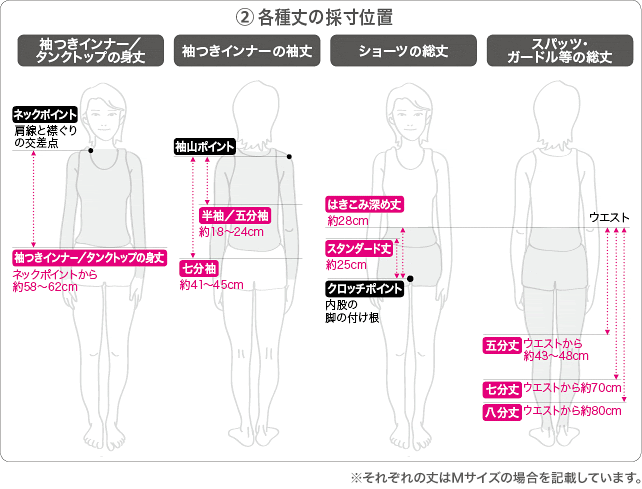 ② 各種丈の採寸位置
袖つきインナー／
タンクトップの身丈
ネックポイント
肩線と襟ぐり
の交差点
袖つきインナー/タンクトップの身丈
ネックポイントから
約58〜62cm
袖つきインナーの袖丈
袖山ポイント
半袖／五分袖
約18〜24cm
七分袖
約41〜45cm
ショーツの総丈
はきこみ深め丈
約28cm
スタンダード丈
約25cm
クロッチポイント
内股の
脚の付け根
スパッツ・
ガードル等の総丈
ウエスト
五分丈 ウエストから
約43〜48cm
七分丈 ウエストから約70cm
八分丈 ウエストから約80cm
※それぞれの丈はMサイズの場合を記載しています。